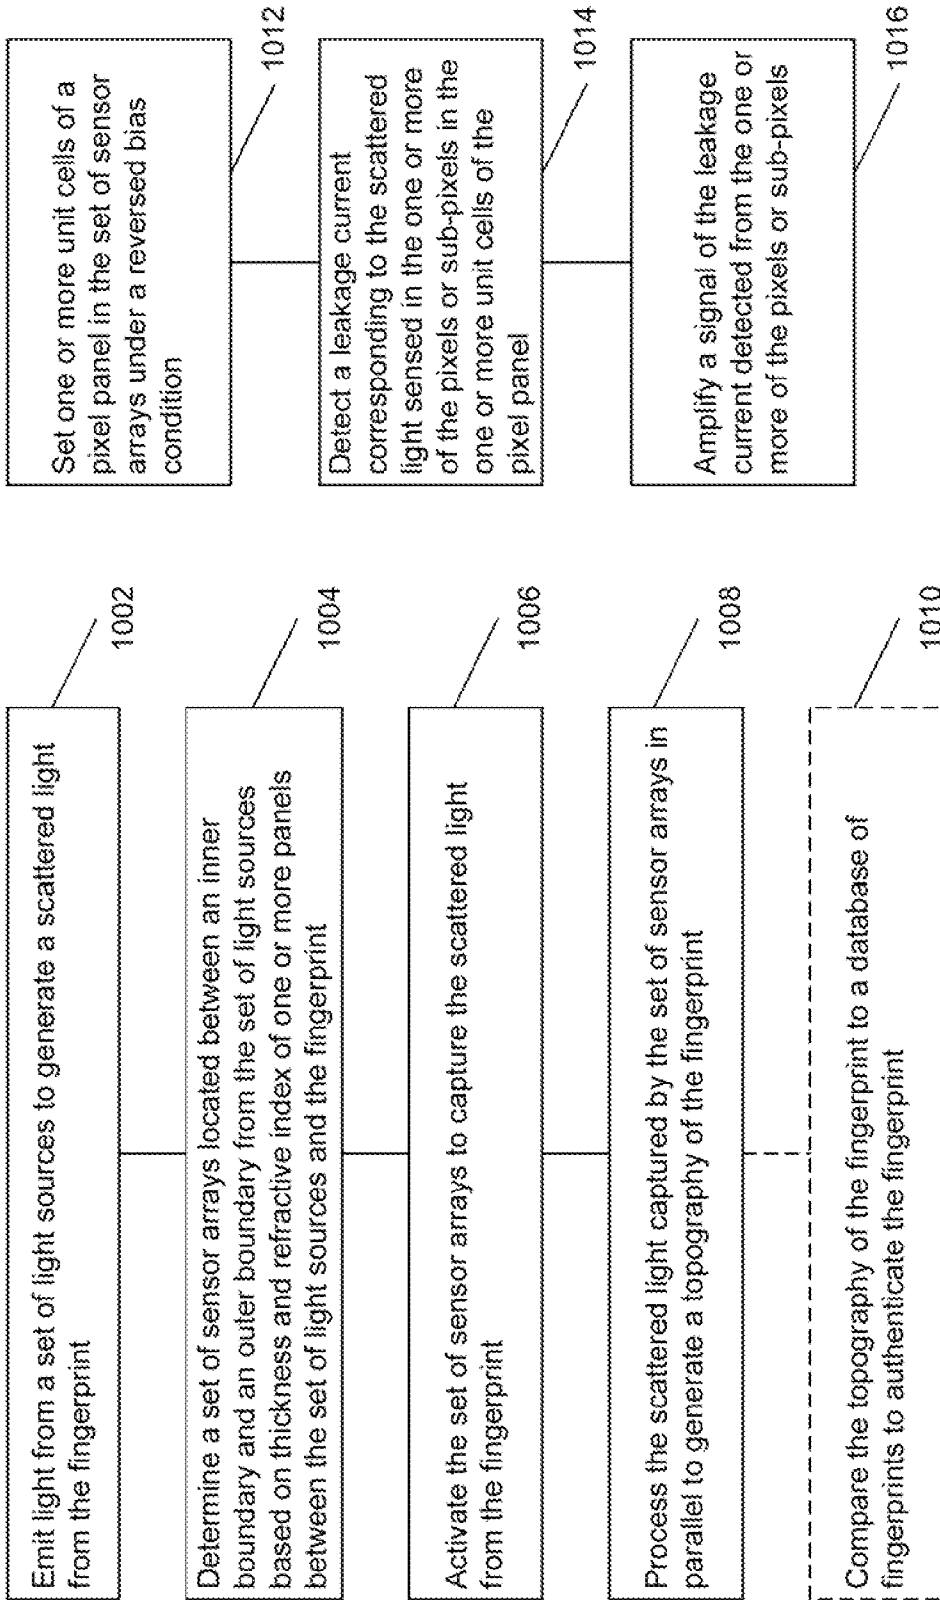 Emit light from a set of light sources to generate a scattered light
from the fingerprint
1002
Determine a set of sensor arrays located between an inner
boundary and an outer boundary from the set of light sources
based on thickness and refractive index of one or more panels
between the set of light sources and the fingerprint
1004
Activate the set of sensor arrays to capture the scattered light
from the fingerprint
1006
Process the scattered light captured by the set of sensor arrays in
parallel to generate a topography of the fingerprint
1008
Compare the topography of the fingerprint to a database of
fingerprints to authenticate the fingerprint
1010
Set one or more unit cells of a
pixel panel in the set of sensor
arrays under a reversed bias
condition
1012
Detect a leakage current
corresponding to the scattered
light sensed in the one or more
of the pixels or sub-pixels in the
one or more unit cells of the
pixel panel
1014
Amplify a signal of the leakage
current detected from the one or
more of the pixels or sub-pixels
1016